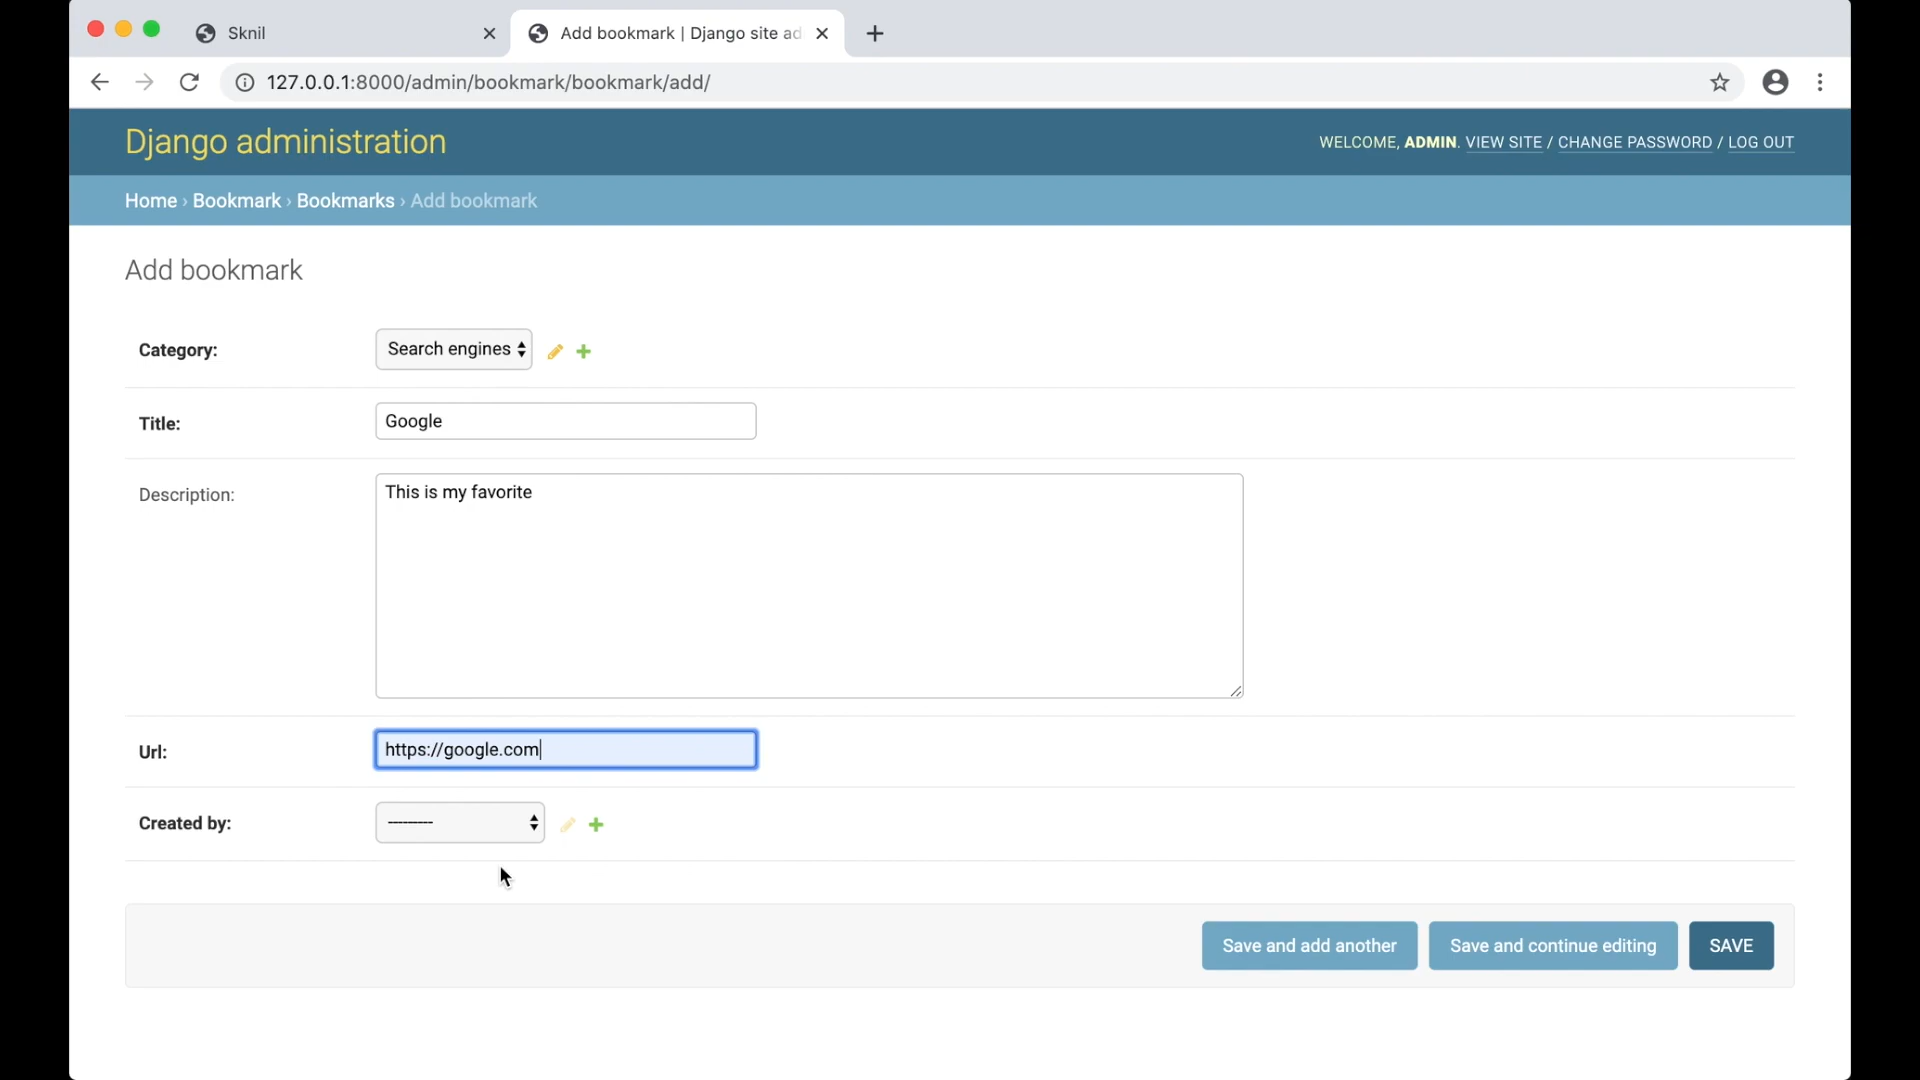 Sknil
Add bookmark | Django site ad
127.0.0.1:8000/admin/bookmark/bookmark/add/
Django administration
WELCOME, ADMIN. VIEW SITE / CHANGE PASSWORD / LOG OUT
Home › Bookmark › Bookmarks › Add bookmark
Add bookmark
Category: Search engines
Title: Google
Description: This is my favorite
Url: https://google.com
Created by: ---------
Save and add another Save and continue editing SAVE